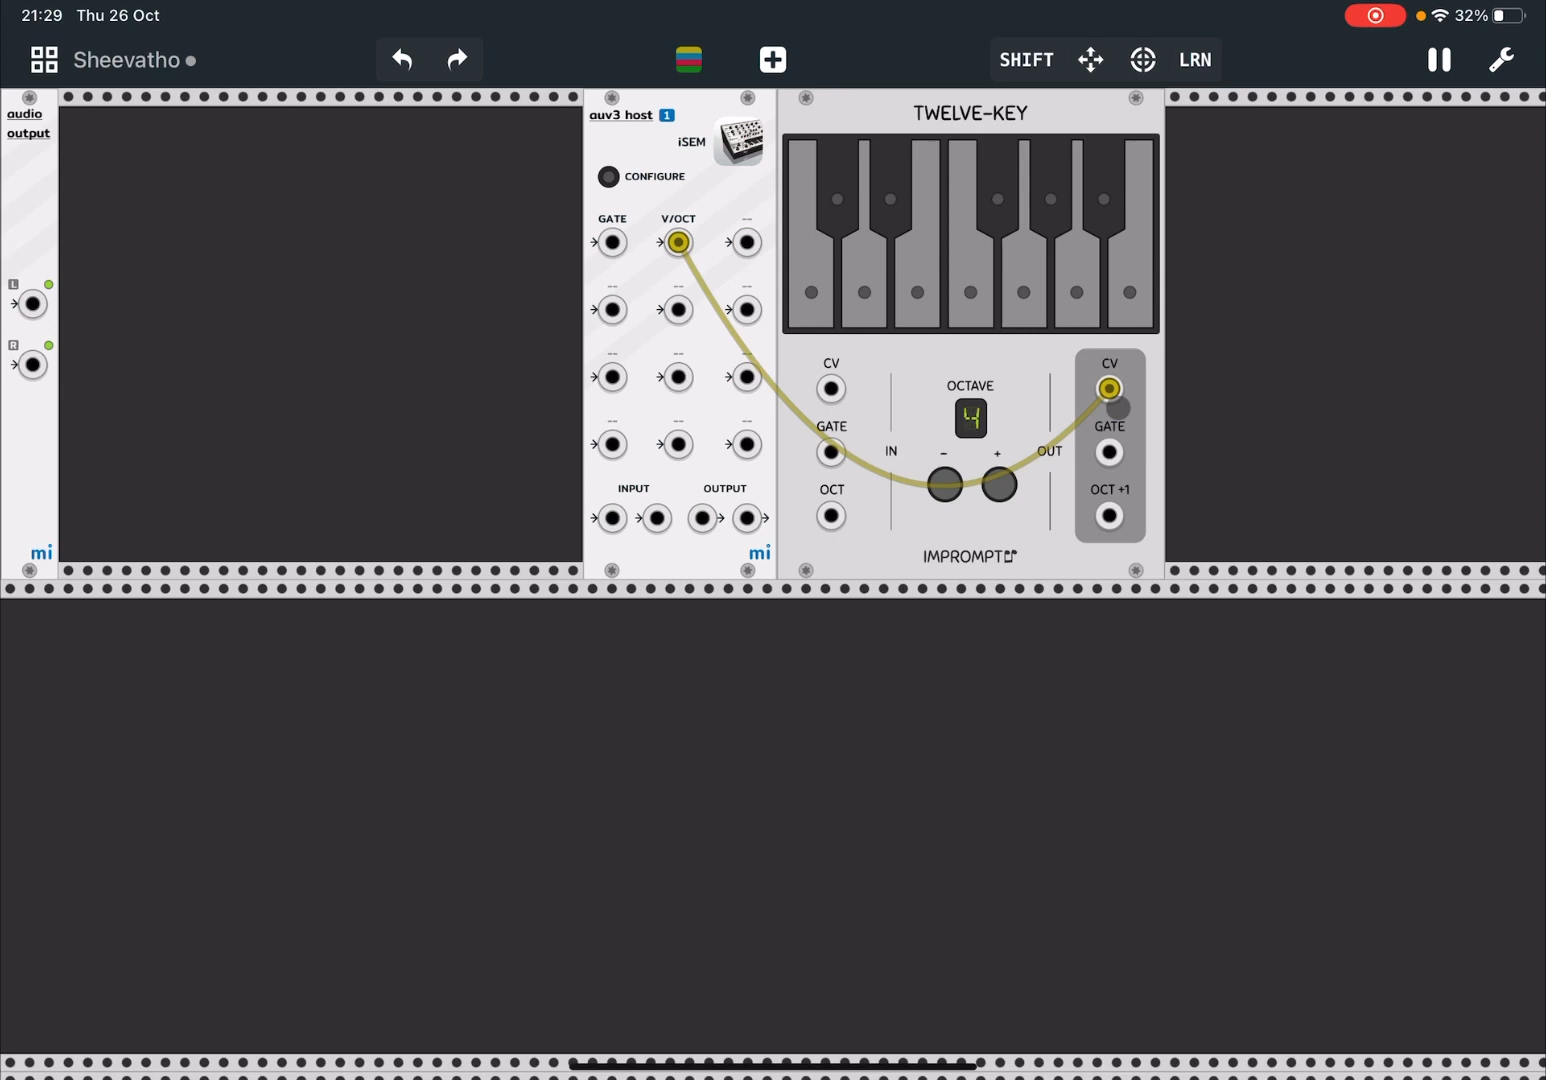 21:29 Thu 26 Oct
32%
Sheevatho
SHIFT
LRN
audio
output
L
R
mi
auv3 host 1
iSEM
CONFIGURE
GATE V/OCT --
-- -- --
-- -- --
-- -- --
INPUT OUTPUT
mi
TWELVE-KEY
CV
GATE
OCT
IN
OCTAVE
4
- +
OUT
CV
GATE
OCT +1
IMPROMPTU